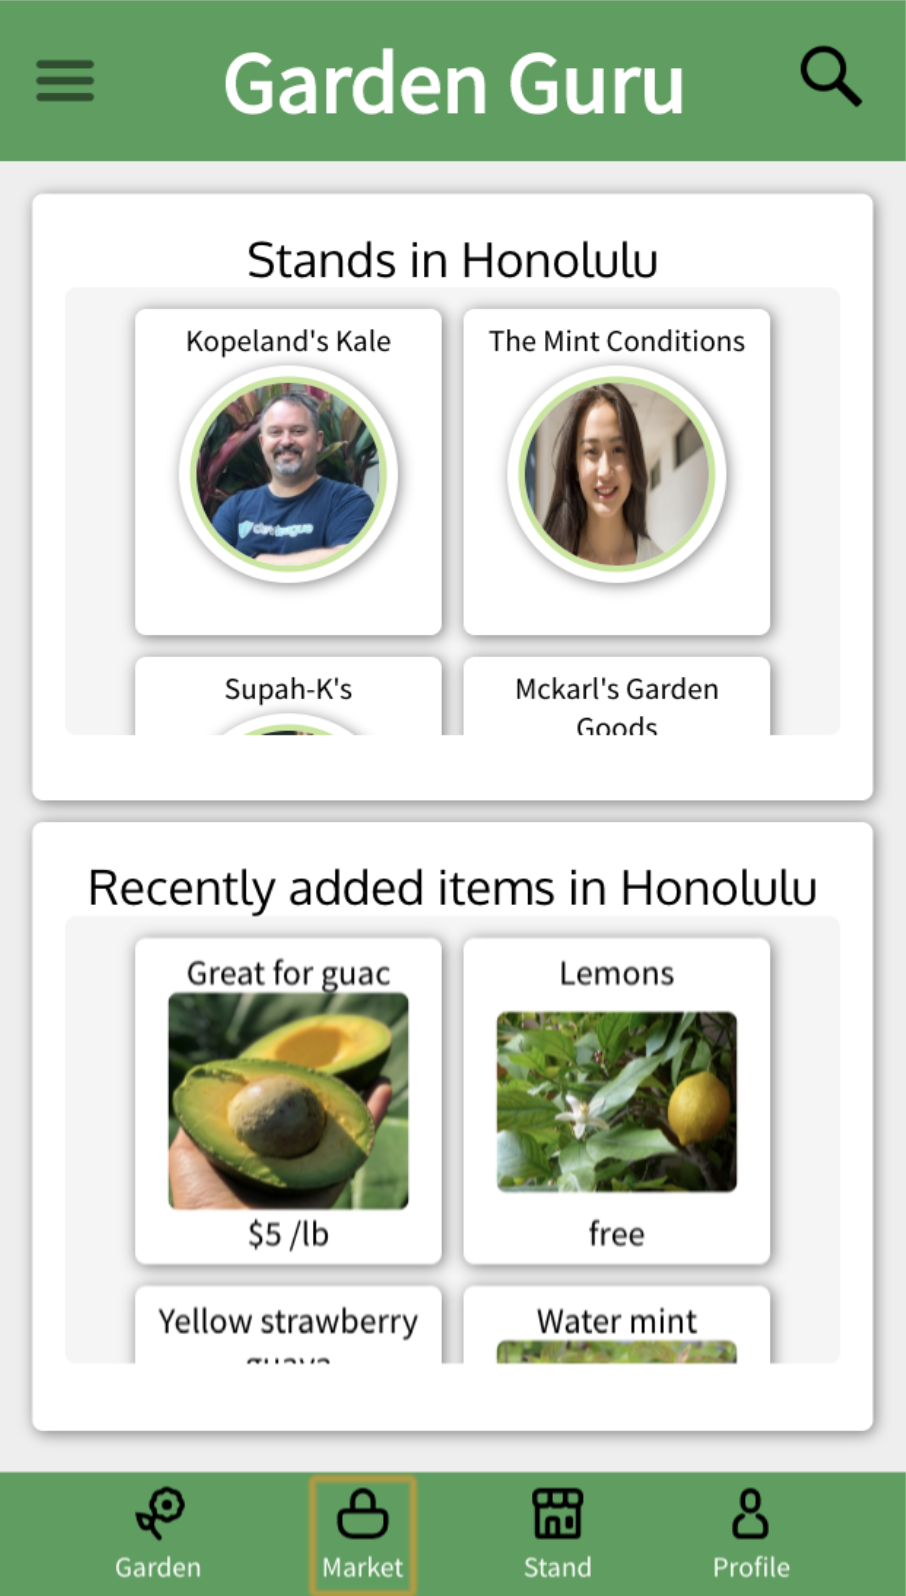 Garden Guru
Stands in Honolulu
Kopeland's Kale
The Mint Conditions
Supah-K's
Mckarl's Garden
Goods
Recently added items in Honolulu
Great for guac
Lemons
$5 /lb
free
Yellow strawberry
guava
Water mint
Garden
Market
Stand
Profile